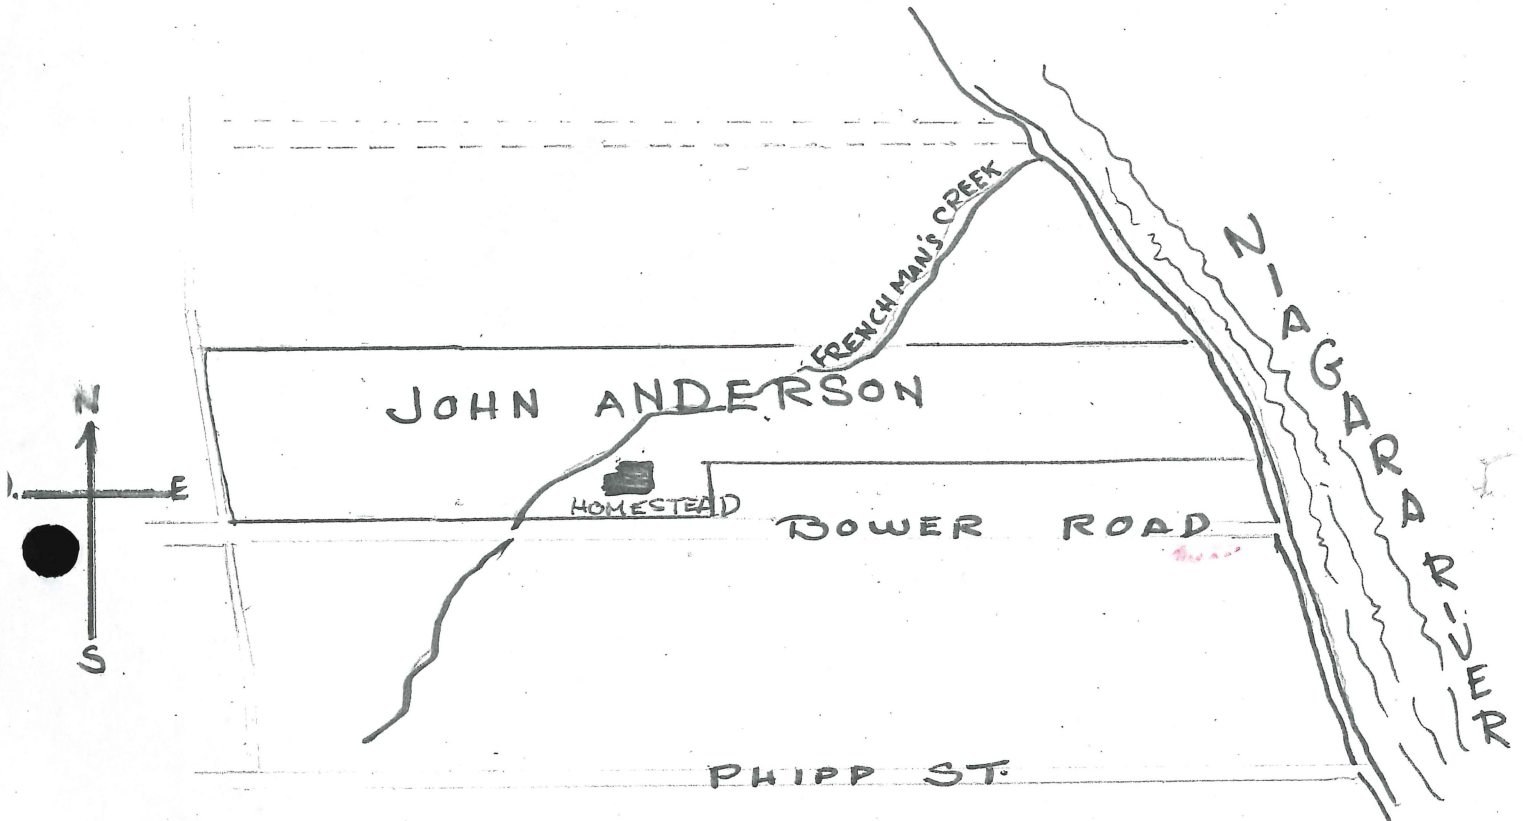 FRENCHMAN'S CREEK
NIAGARA RIVER
JOHN ANDERSON
N
E
S
HOMESTEAD
BOWER ROAD
PHIPP ST.